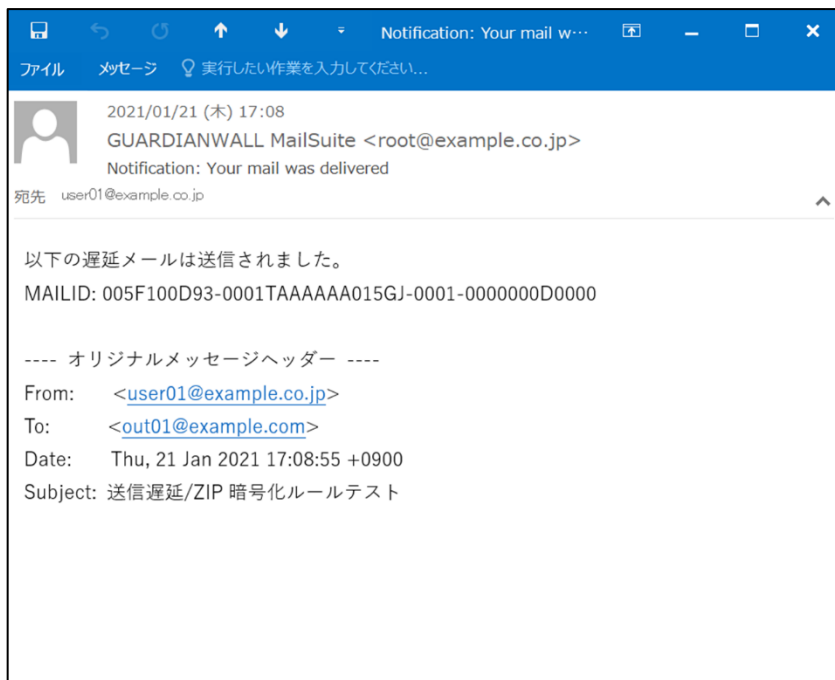 Notification: Your mail w…
ファイル メッセージ 実行したい作業を入力してください...
2021/01/21 (木) 17:08
GUARDIANWALL MailSuite <root@example.co.jp>
Notification: Your mail was delivered
宛先 user01@example.co.jp
以下の遅延メールは送信されました。
MAILID: 005F100D93-0001TAAAAAA015GJ-0001-0000000D0000
---- オリジナルメッセージヘッダー ----
From: <user01@example.co.jp>
To: <out01@example.com>
Date: Thu, 21 Jan 2021 17:08:55 +0900
Subject: 送信遅延/ZIP 暗号化ルールテスト